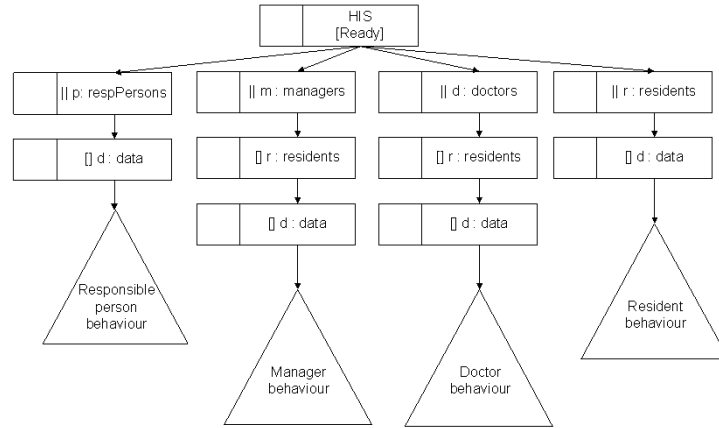 HIS
[Ready]
|| p: respPersons
|| m : managers
|| d : doctors
|| r : residents
[] d : data
[] r : residents
[] r : residents
[] d : data
[] d : data
[] d : data
Responsible
person
behaviour
Manager
behaviour
Doctor
behaviour
Resident
behaviour